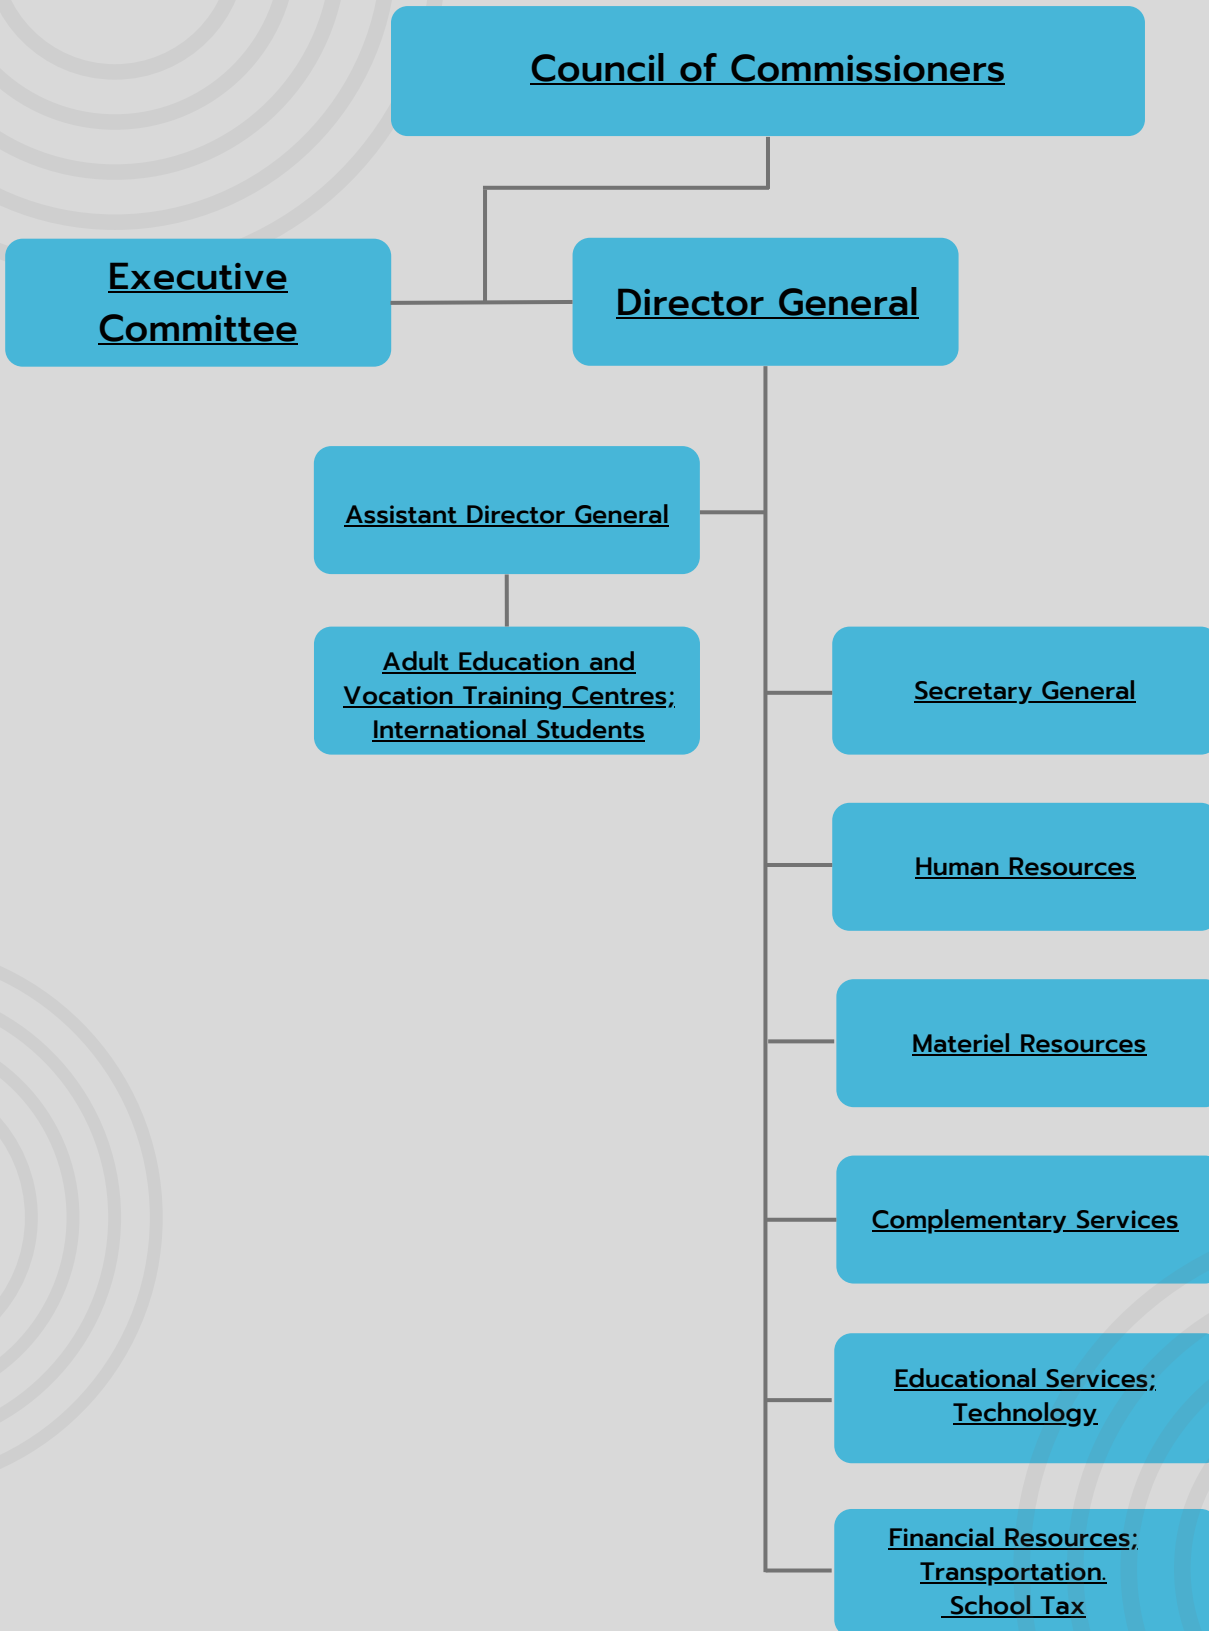 Council of Commissioners
Executive
Committee
Director General
Assistant Director General
Adult Education and
Vocation Training Centres;
International Students
Secretary General
Human Resources
Materiel Resources
Complementary Services
Educational Services;
Technology
Financial Resources;
Transportation.
School Tax